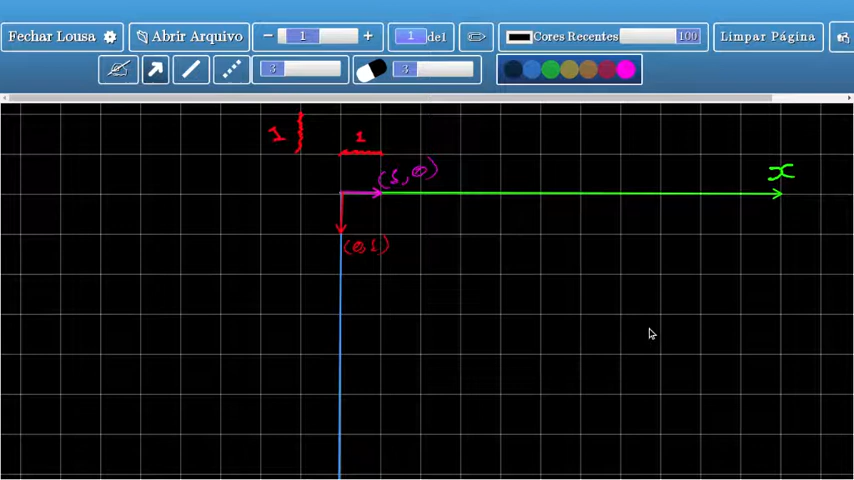 Fechar Lousa
Abrir Arquivo
− 1 +
1 de1
Cores Recentes 100
Limpar Página
3
3
1
1
(1,0)
x
(0,1)